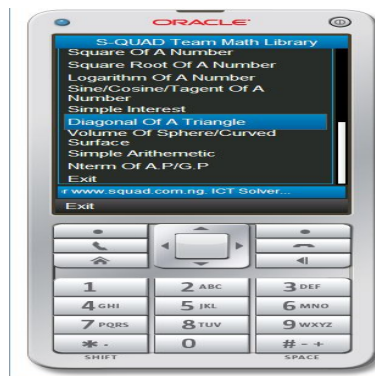 ORACLE
S-QUAD Team Math Library
Square Of A Number
Square Root Of A Number
Logarithm Of A Number
Sine/Cosine/Tagent Of A
Number
Simple Interest
Diagonal Of A Triangle
Volume Of Sphere/Curved
Surface
Simple Arithemetic
Nterm Of A.P/G.P
Exit
r www.squad.com.ng. ICT Solver...
Exit
1 2 ABC 3 DEF
4 GHI 5 JKL 6 MNO
7 PQRS 8 TUV 9 WXYZ
* . 0 # - +
SHIFT SPACE